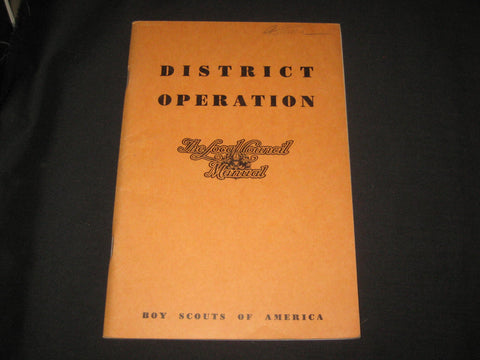 DISTRICT
OPERATION
The Local Council
Manual
BOY SCOUTS OF AMERICA